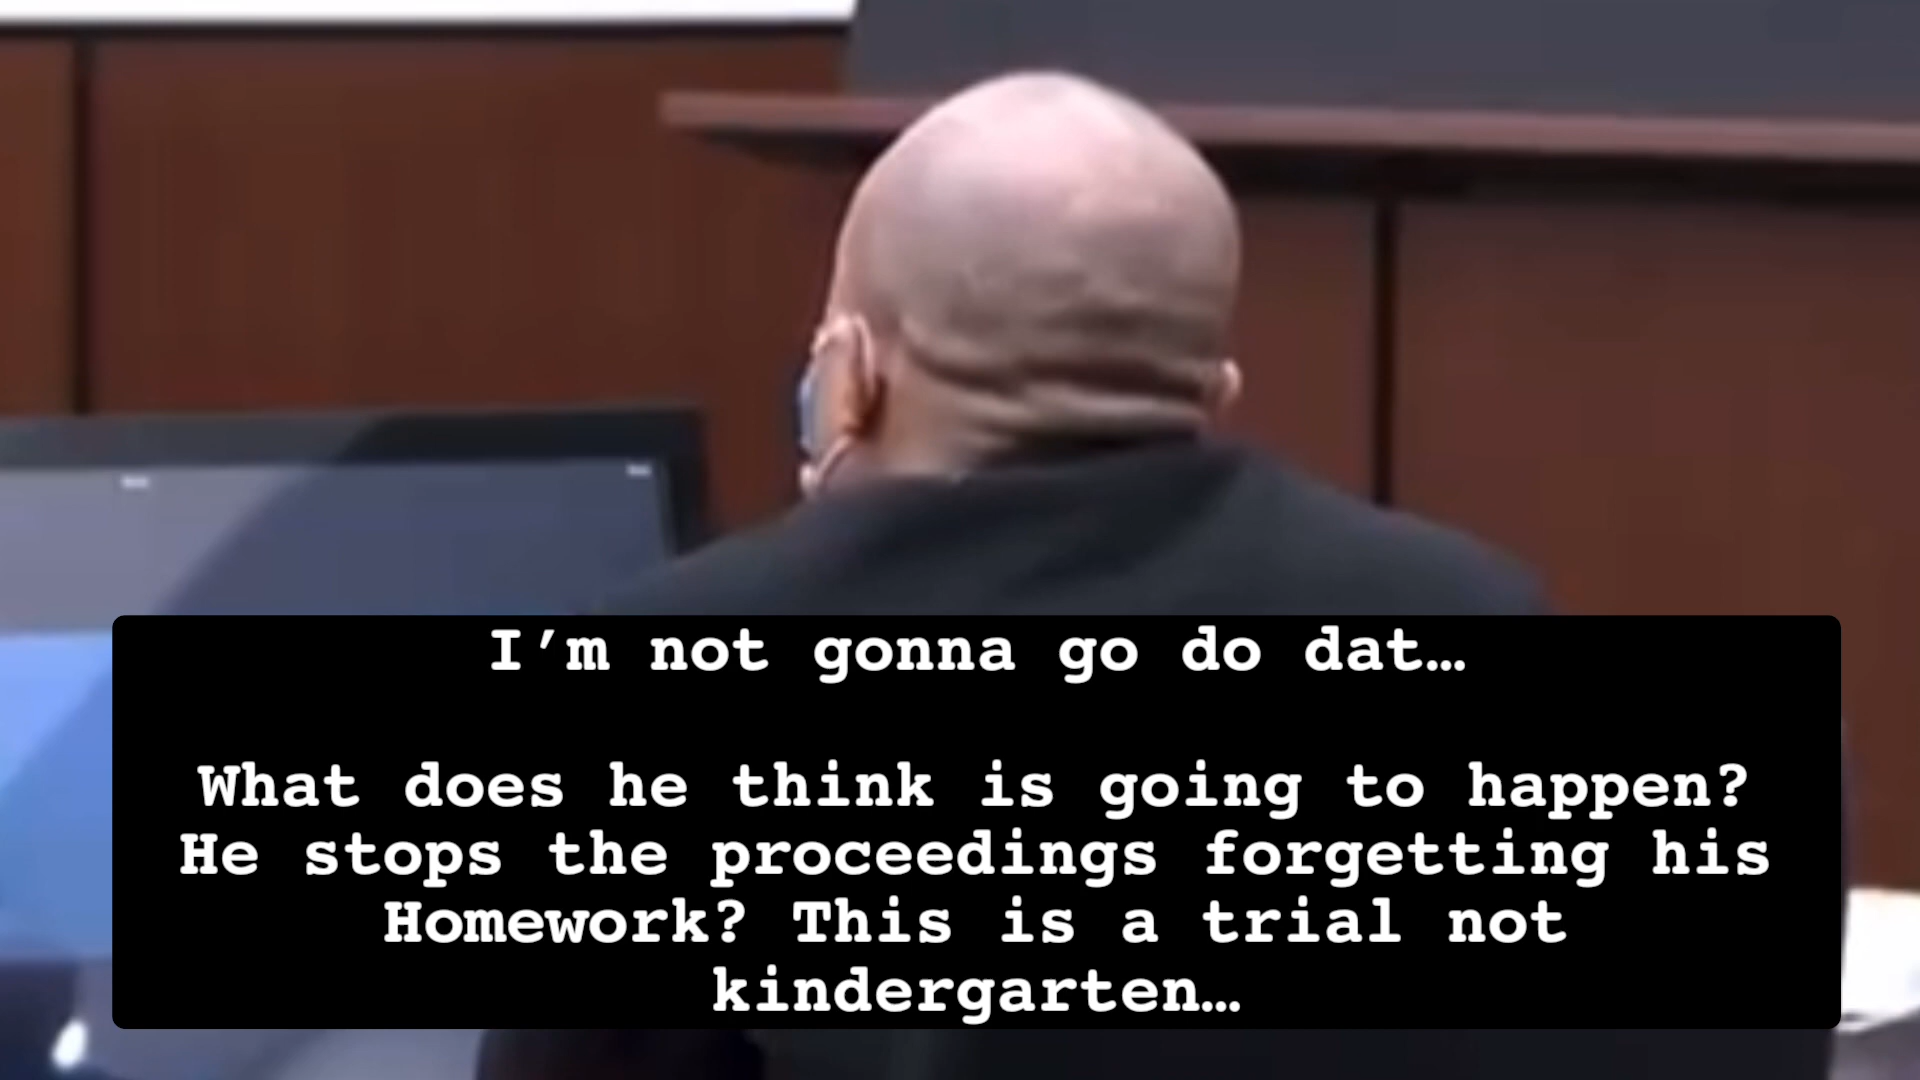 I’m not gonna go do dat…
What does he think is going to happen?
He stops the proceedings forgetting his
Homework? This is a trial not
kindergarten…